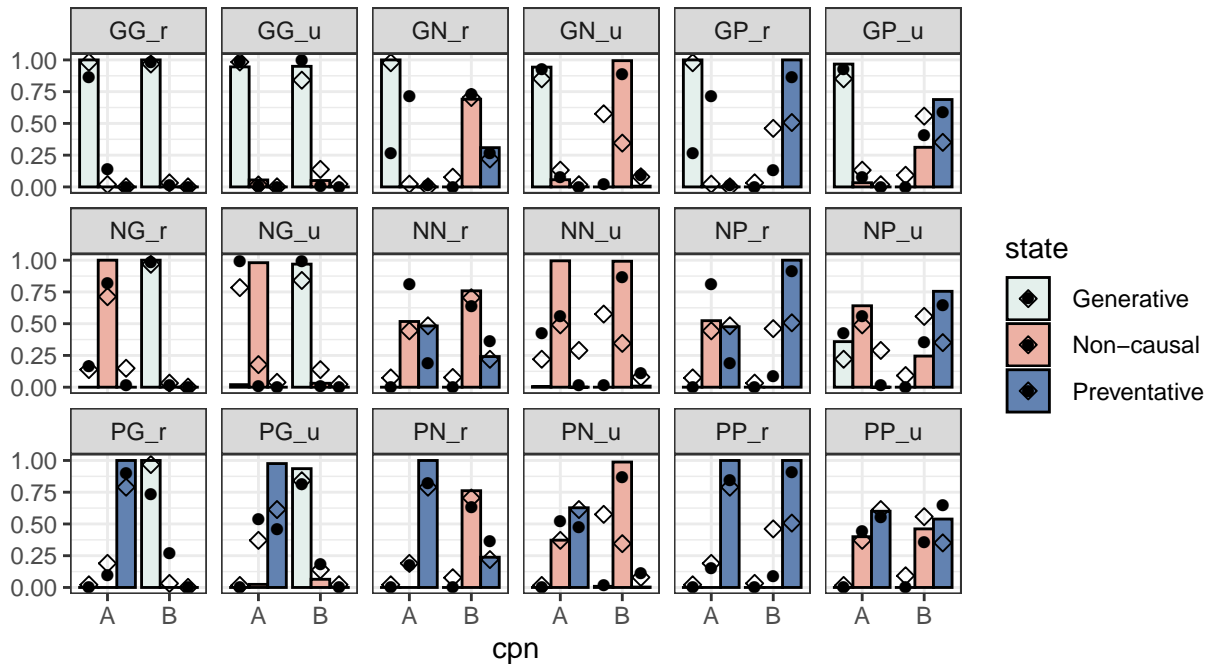 GG_r GG_u GN_r GN_u GP_r GP_u
1.00
0.75
0.50
0.25
0.00
NG_r NG_u NN_r NN_u NP_r NP_u
1.00
0.75
0.50
0.25
0.00
PG_r PG_u PN_r PN_u PP_r PP_u
1.00
0.75
0.50
0.25
0.00
A B A B A B A B A B A B
cpn
state
Generative
Non−causal
Preventative